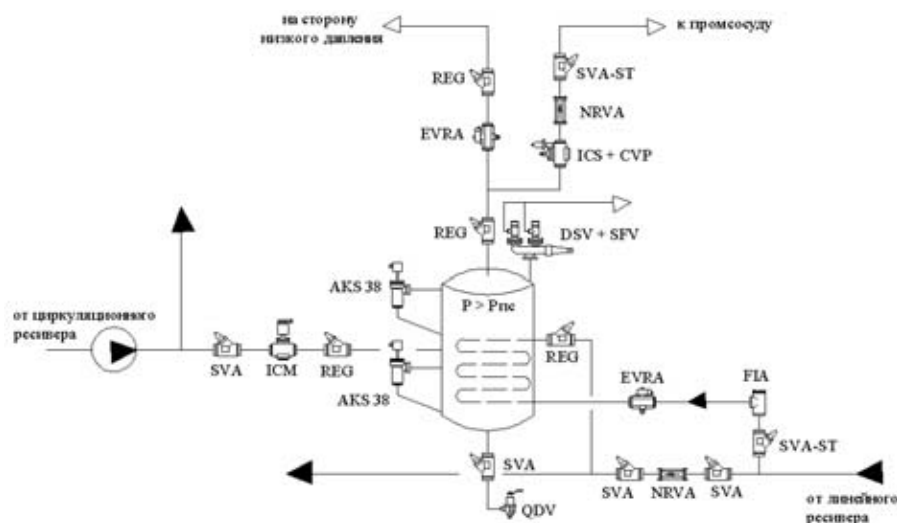 на сторону
низкого давления
к промсосуду
REG
SVA-ST
EVRA
NRVA
ICS + CVP
REG
DSV + SFV
AKS 38
P > Pпс
от циркуляционного
ресивера
SVA
ICM
REG
AKS 38
REG
EVRA
FIA
SVA-ST
SVA
SVA
NRVA
SVA
QDV
от линейного
ресивера